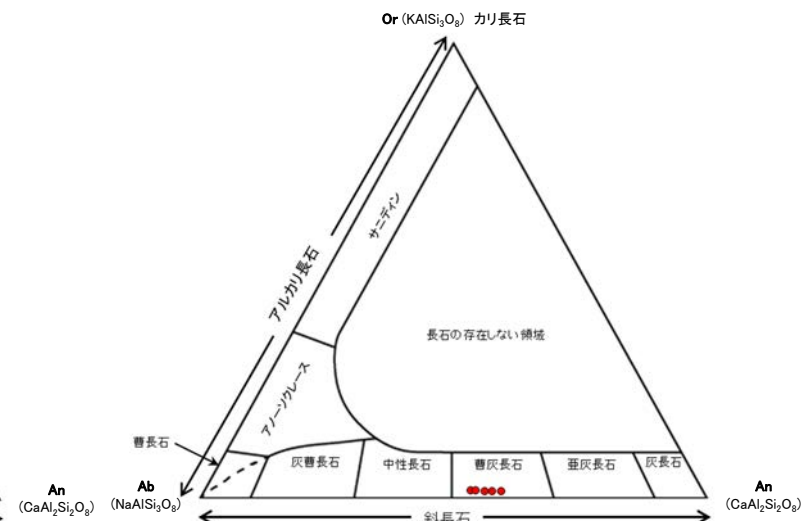 Or (KAlSi₃O₈) カリ長石
サニディン
アルカリ長石
長石の存在しない領域
アノーソクレース
曹長石
灰曹長石
中性長石
曹灰長石
亜灰長石
灰長石
An
(CaAl₂Si₂O₈)
Ab
(NaAlSi₃O₈)
An
(CaAl₂Si₂O₈)
斜長石